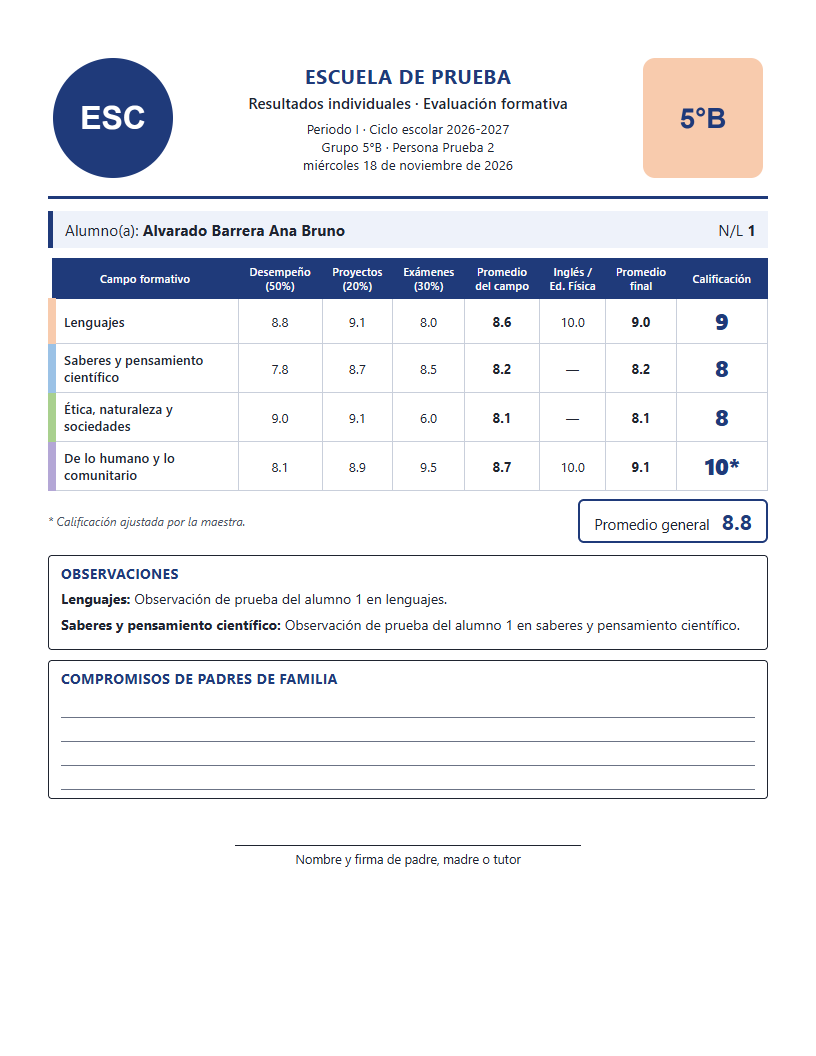 ESC
ESCUELA DE PRUEBA
Resultados individuales · Evaluación formativa
Periodo I · Ciclo escolar 2026-2027
Grupo 5°B · Persona Prueba 2
miércoles 18 de noviembre de 2026
5°B
Alumno(a): Alvarado Barrera Ana Bruno N/L 1
Campo formativo Desempeño (50%) Proyectos (20%) Exámenes (30%) Promedio del campo Inglés / Ed. Física Promedio final Calificación
Lenguajes 8.8 9.1 8.0 8.6 10.0 9.0 9
Saberes y pensamiento científico 7.8 8.7 8.5 8.2 — 8.2 8
Ética, naturaleza y sociedades 9.0 9.1 6.0 8.1 — 8.1 8
De lo humano y lo comunitario 8.1 8.9 9.5 8.7 10.0 9.1 10*
* Calificación ajustada por la maestra.
Promedio general 8.8
OBSERVACIONES
Lenguajes: Observación de prueba del alumno 1 en lenguajes.
Saberes y pensamiento científico: Observación de prueba del alumno 1 en saberes y pensamiento científico.
COMPROMISOS DE PADRES DE FAMILIA
Nombre y firma de padre, madre o tutor